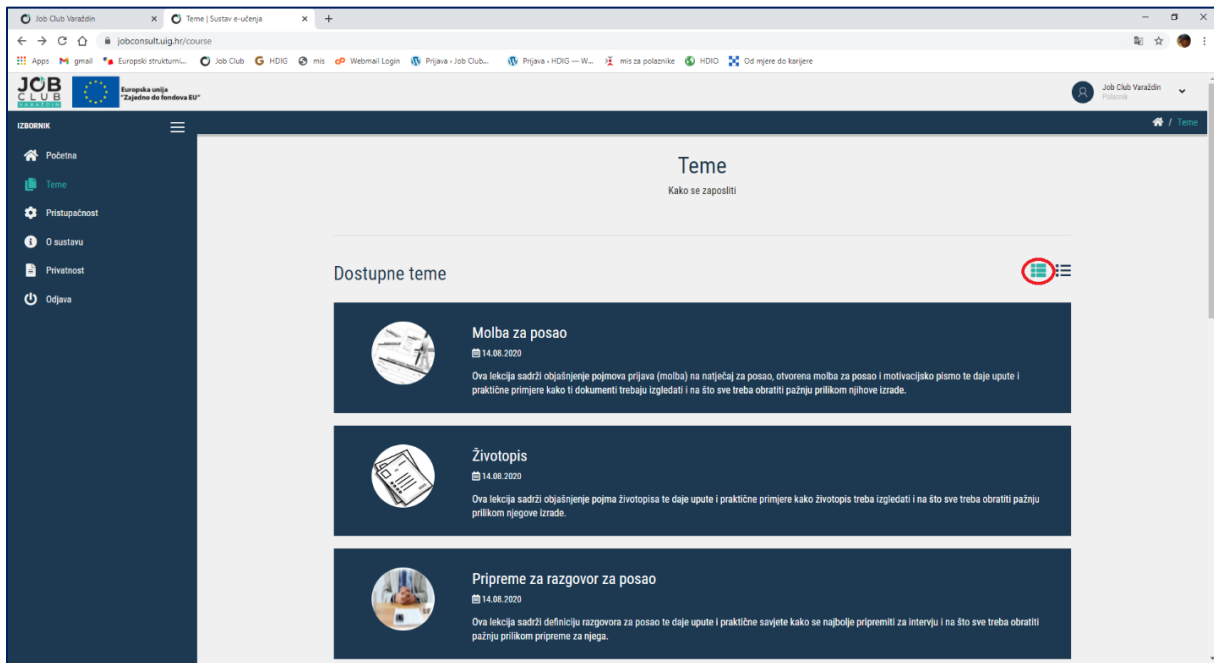 Job Club Varaždin
Teme | Sustav e-učenja
jobconsult.uig.hr/course
Apps gmail Europski strukturni... Job Club HDIG mis Webmail Login Prijava ‹ Job Club... Prijava ‹ HDIG — W... mis za polaznike HDIO Od mjere do karijere
JOB
CLUB
VARAŽDIN
Europska unija
"Zajedno do fondova EU"
Job Club Varaždin
Polaznik
IZBORNIK
/ Teme
Početna
Teme
Pristupačnost
O sustavu
Privatnost
Odjava
Teme
Kako se zaposliti
Dostupne teme
Molba za posao
14.08.2020
Ova lekcija sadrži objašnjenje pojmova prijava (molba) na natječaj za posao, otvorena molba za posao i motivacijsko pismo te daje upute i
praktične primjere kako ti dokumenti trebaju izgledati i na što sve treba obratiti pažnju prilikom njihove izrade.
Životopis
14.08.2020
Ova lekcija sadrži objašnjenje pojma životopisa te daje upute i praktične primjere kako životopis treba izgledati i na što sve treba obratiti pažnju
prilikom njegove izrade.
Pripreme za razgovor za posao
14.08.2020
Ova lekcija sadrži definiciju razgovora za posao te daje upute i praktične savjete kako se najbolje pripremiti za intervju i na što sve treba obratiti
pažnju prilikom pripreme za njega.